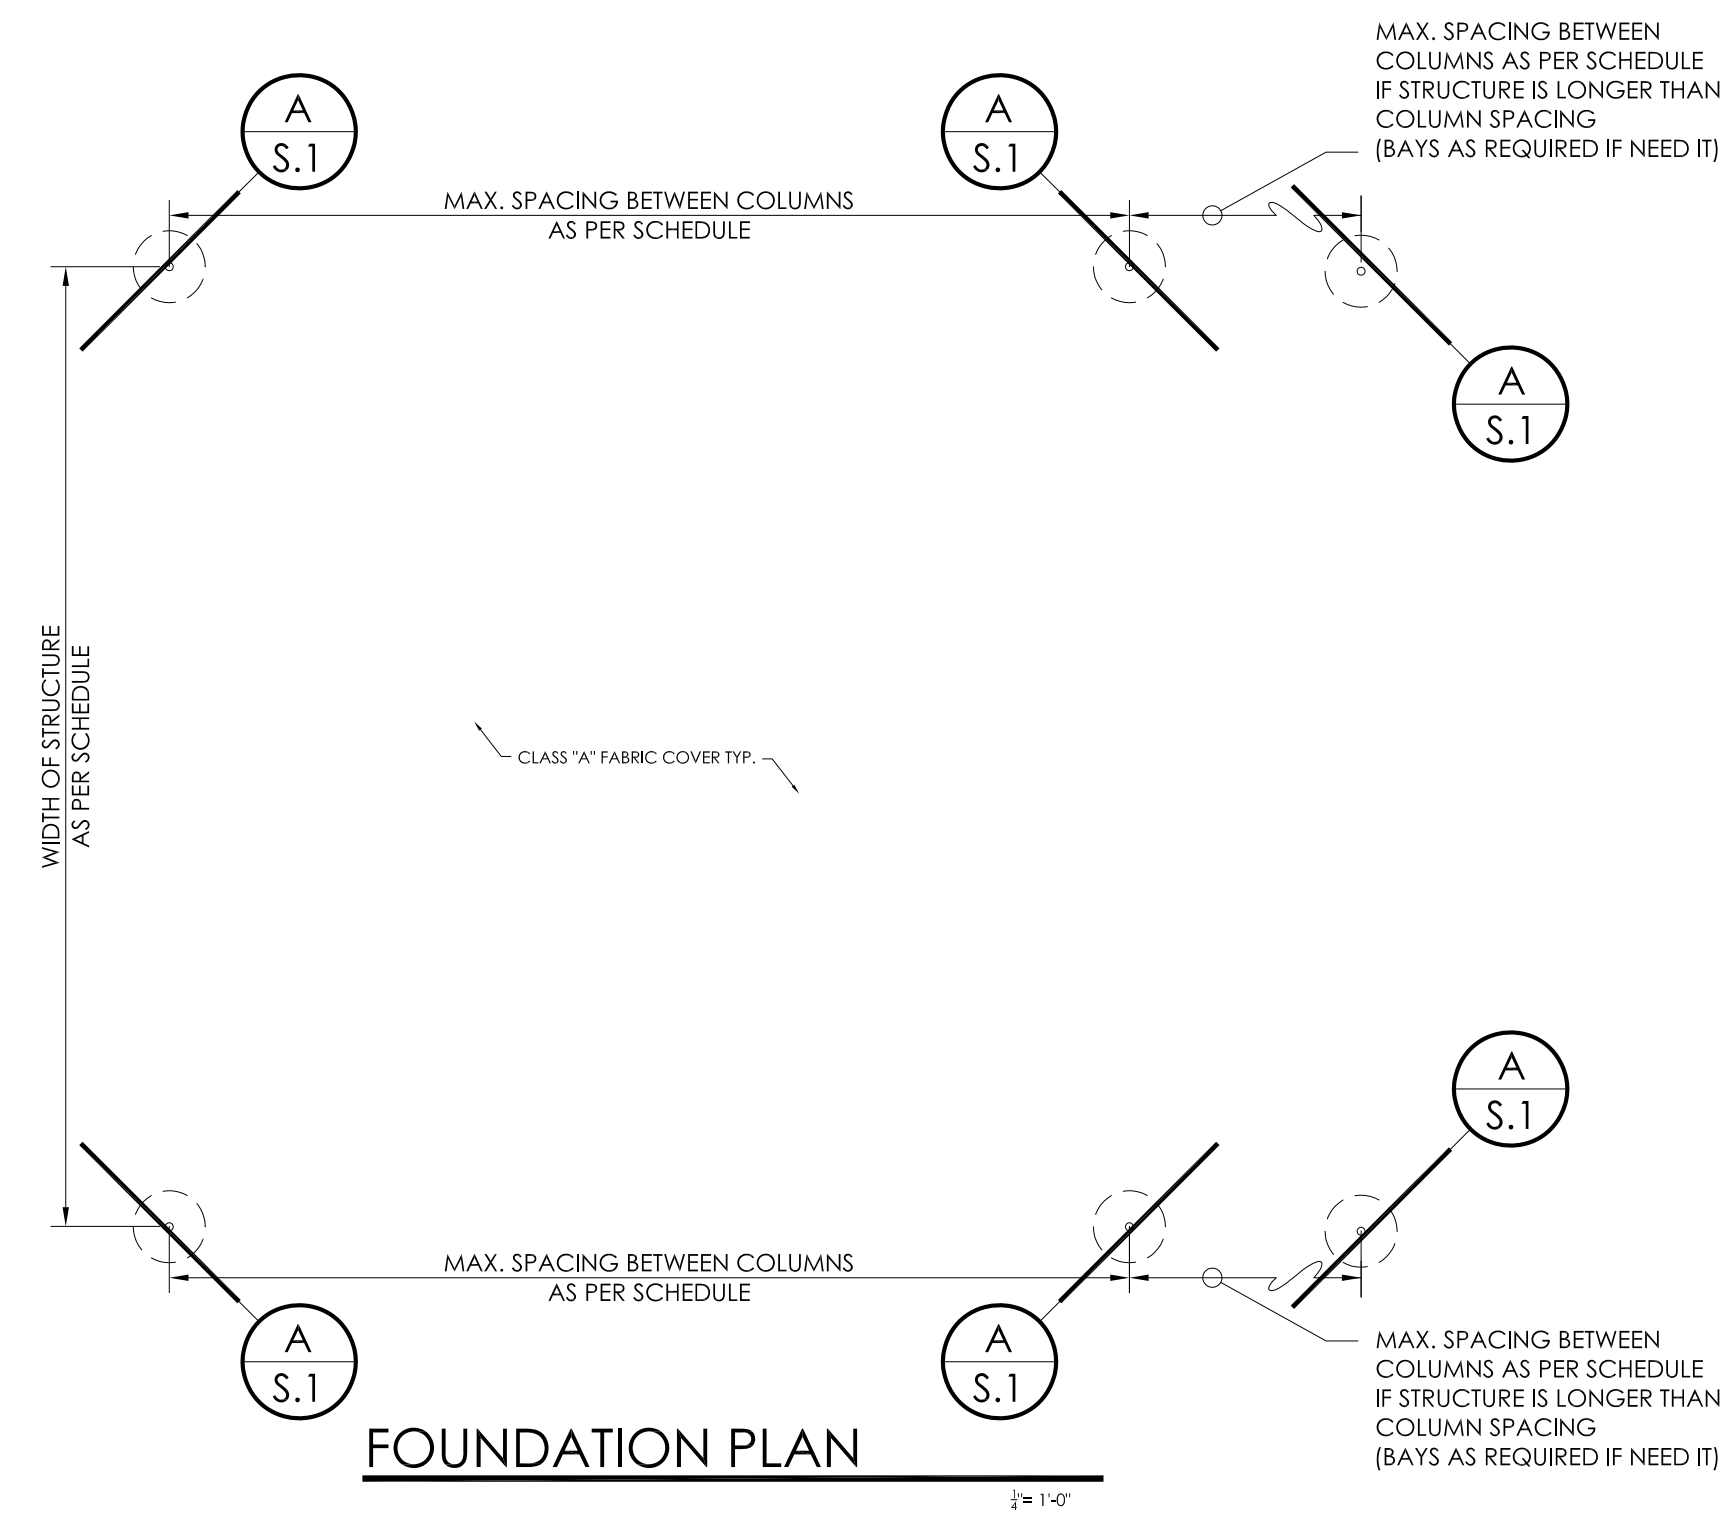 MAX. SPACING BETWEEN
COLUMNS AS PER SCHEDULE
IF STRUCTURE IS LONGER THAN
COLUMN SPACING
(BAYS AS REQUIRED IF NEED IT)
A
S.1
A
S.1
MAX. SPACING BETWEEN COLUMNS
AS PER SCHEDULE
A
S.1
WIDTH OF STRUCTURE
AS PER SCHEDULE
CLASS "A" FABRIC COVER TYP.
A
S.1
MAX. SPACING BETWEEN COLUMNS
AS PER SCHEDULE
A
S.1
A
S.1
MAX. SPACING BETWEEN
COLUMNS AS PER SCHEDULE
IF STRUCTURE IS LONGER THAN
COLUMN SPACING
(BAYS AS REQUIRED IF NEED IT)
FOUNDATION PLAN
1/4"= 1'-0"